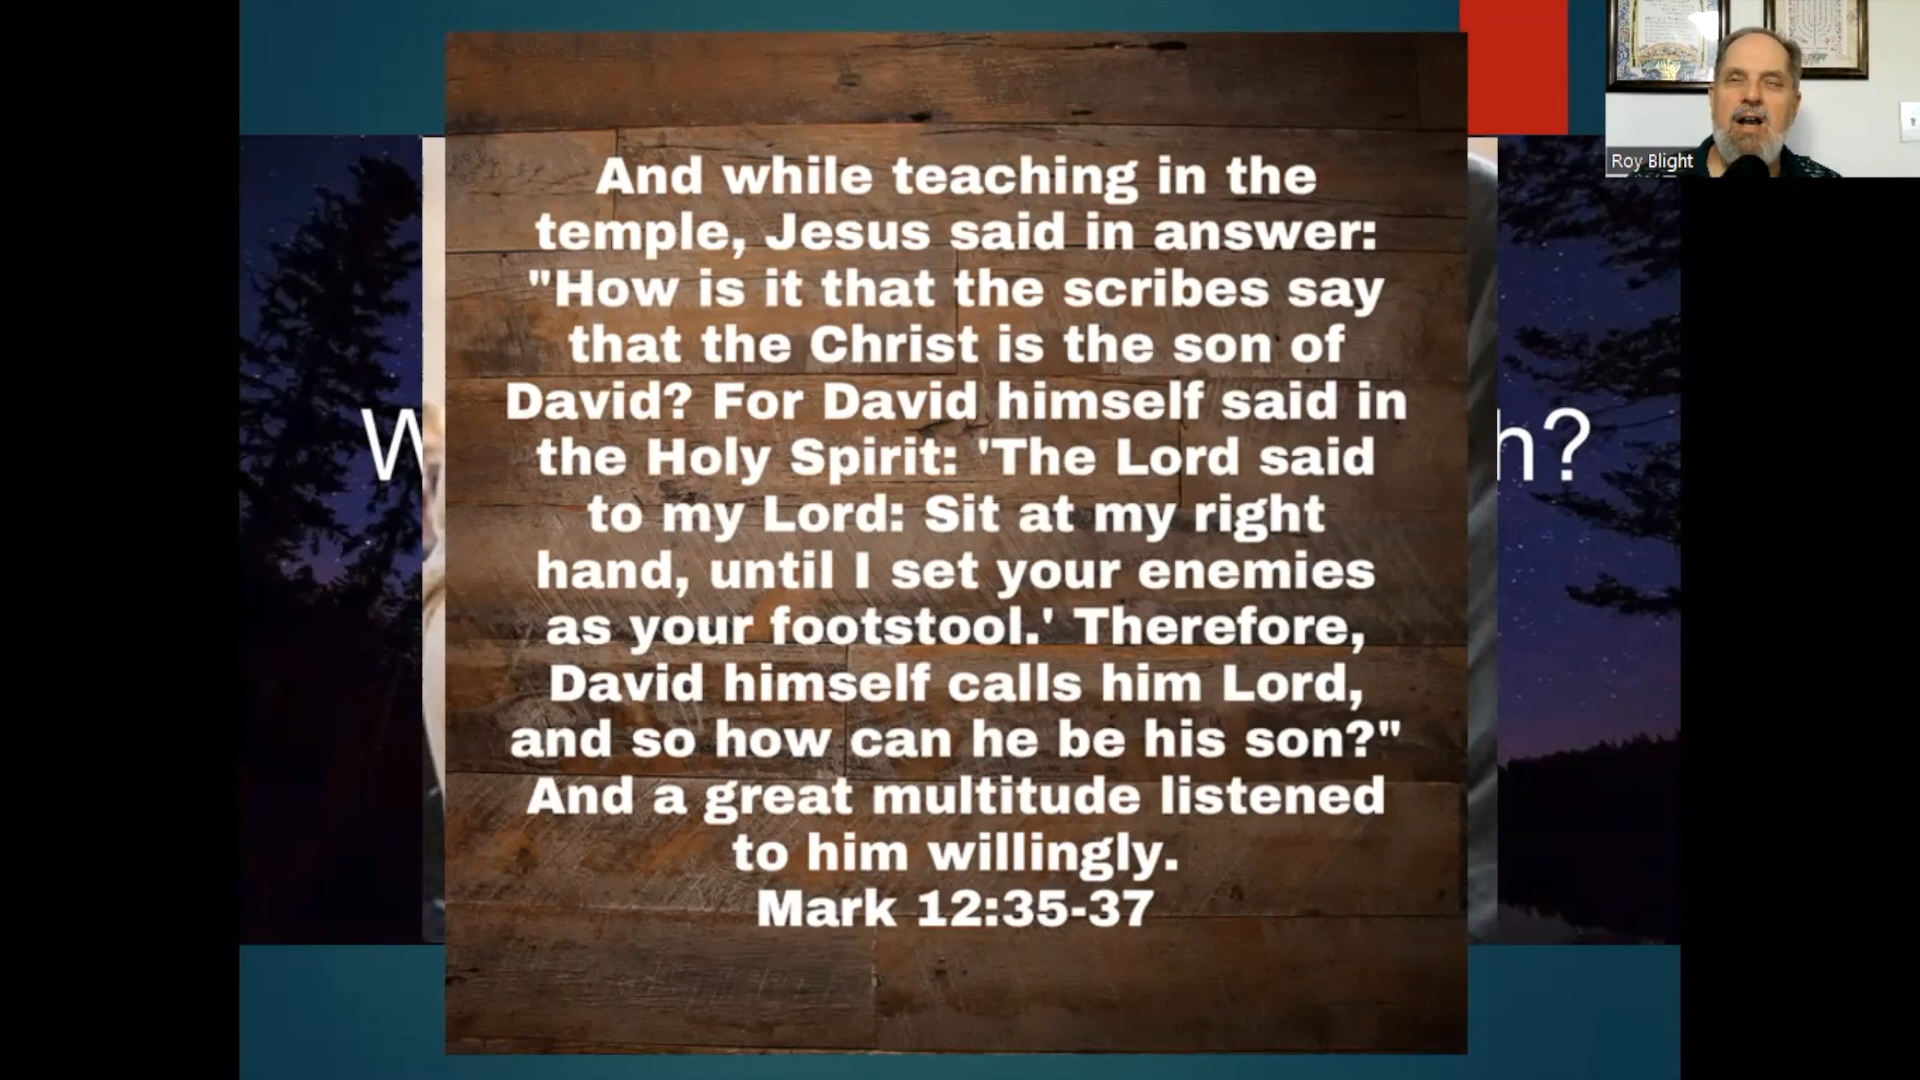 And while teaching in the
temple, Jesus said in answer:
"How is it that the scribes say
that the Christ is the son of
David? For David himself said in
the Holy Spirit: 'The Lord said
to my Lord: Sit at my right
hand, until I set your enemies
as your footstool.' Therefore,
David himself calls him Lord,
and so how can he be his son?"
And a great multitude listened
to him willingly.
Mark 12:35-37
W
h?
Roy Blight